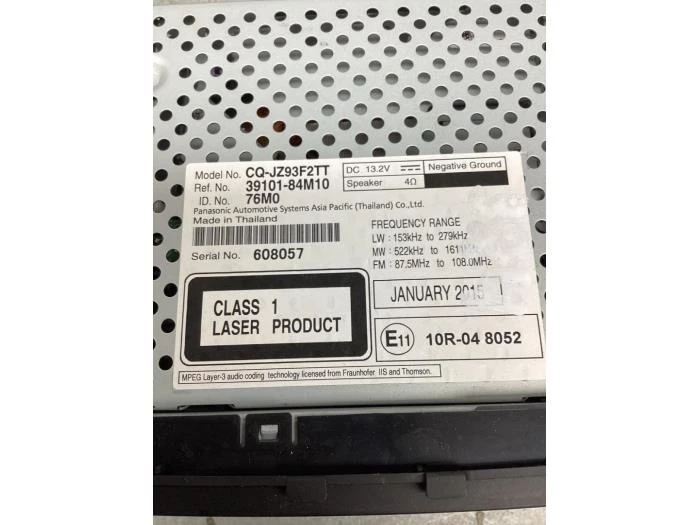 Model No. CQ-JZ93F2TT
Ref. No. 39101-84M10
ID. No. 76M0
DC 13.2V Negative Ground
Speaker 4Ω
Panasonic Automotive Systems Asia Pacific (Thailand) Co.,Ltd.
Made in Thailand
Serial No. 608057
FREQUENCY RANGE
LW : 153kHz to 279kHz
MW : 522kHz to 1611kHz
FM : 87.5MHz to 108.0MHz
CLASS 1
LASER PRODUCT
JANUARY 2015
E11 10R-04 8052
MPEG Layer-3 audio coding technology licensed from Fraunhofer IIS and Thomson.